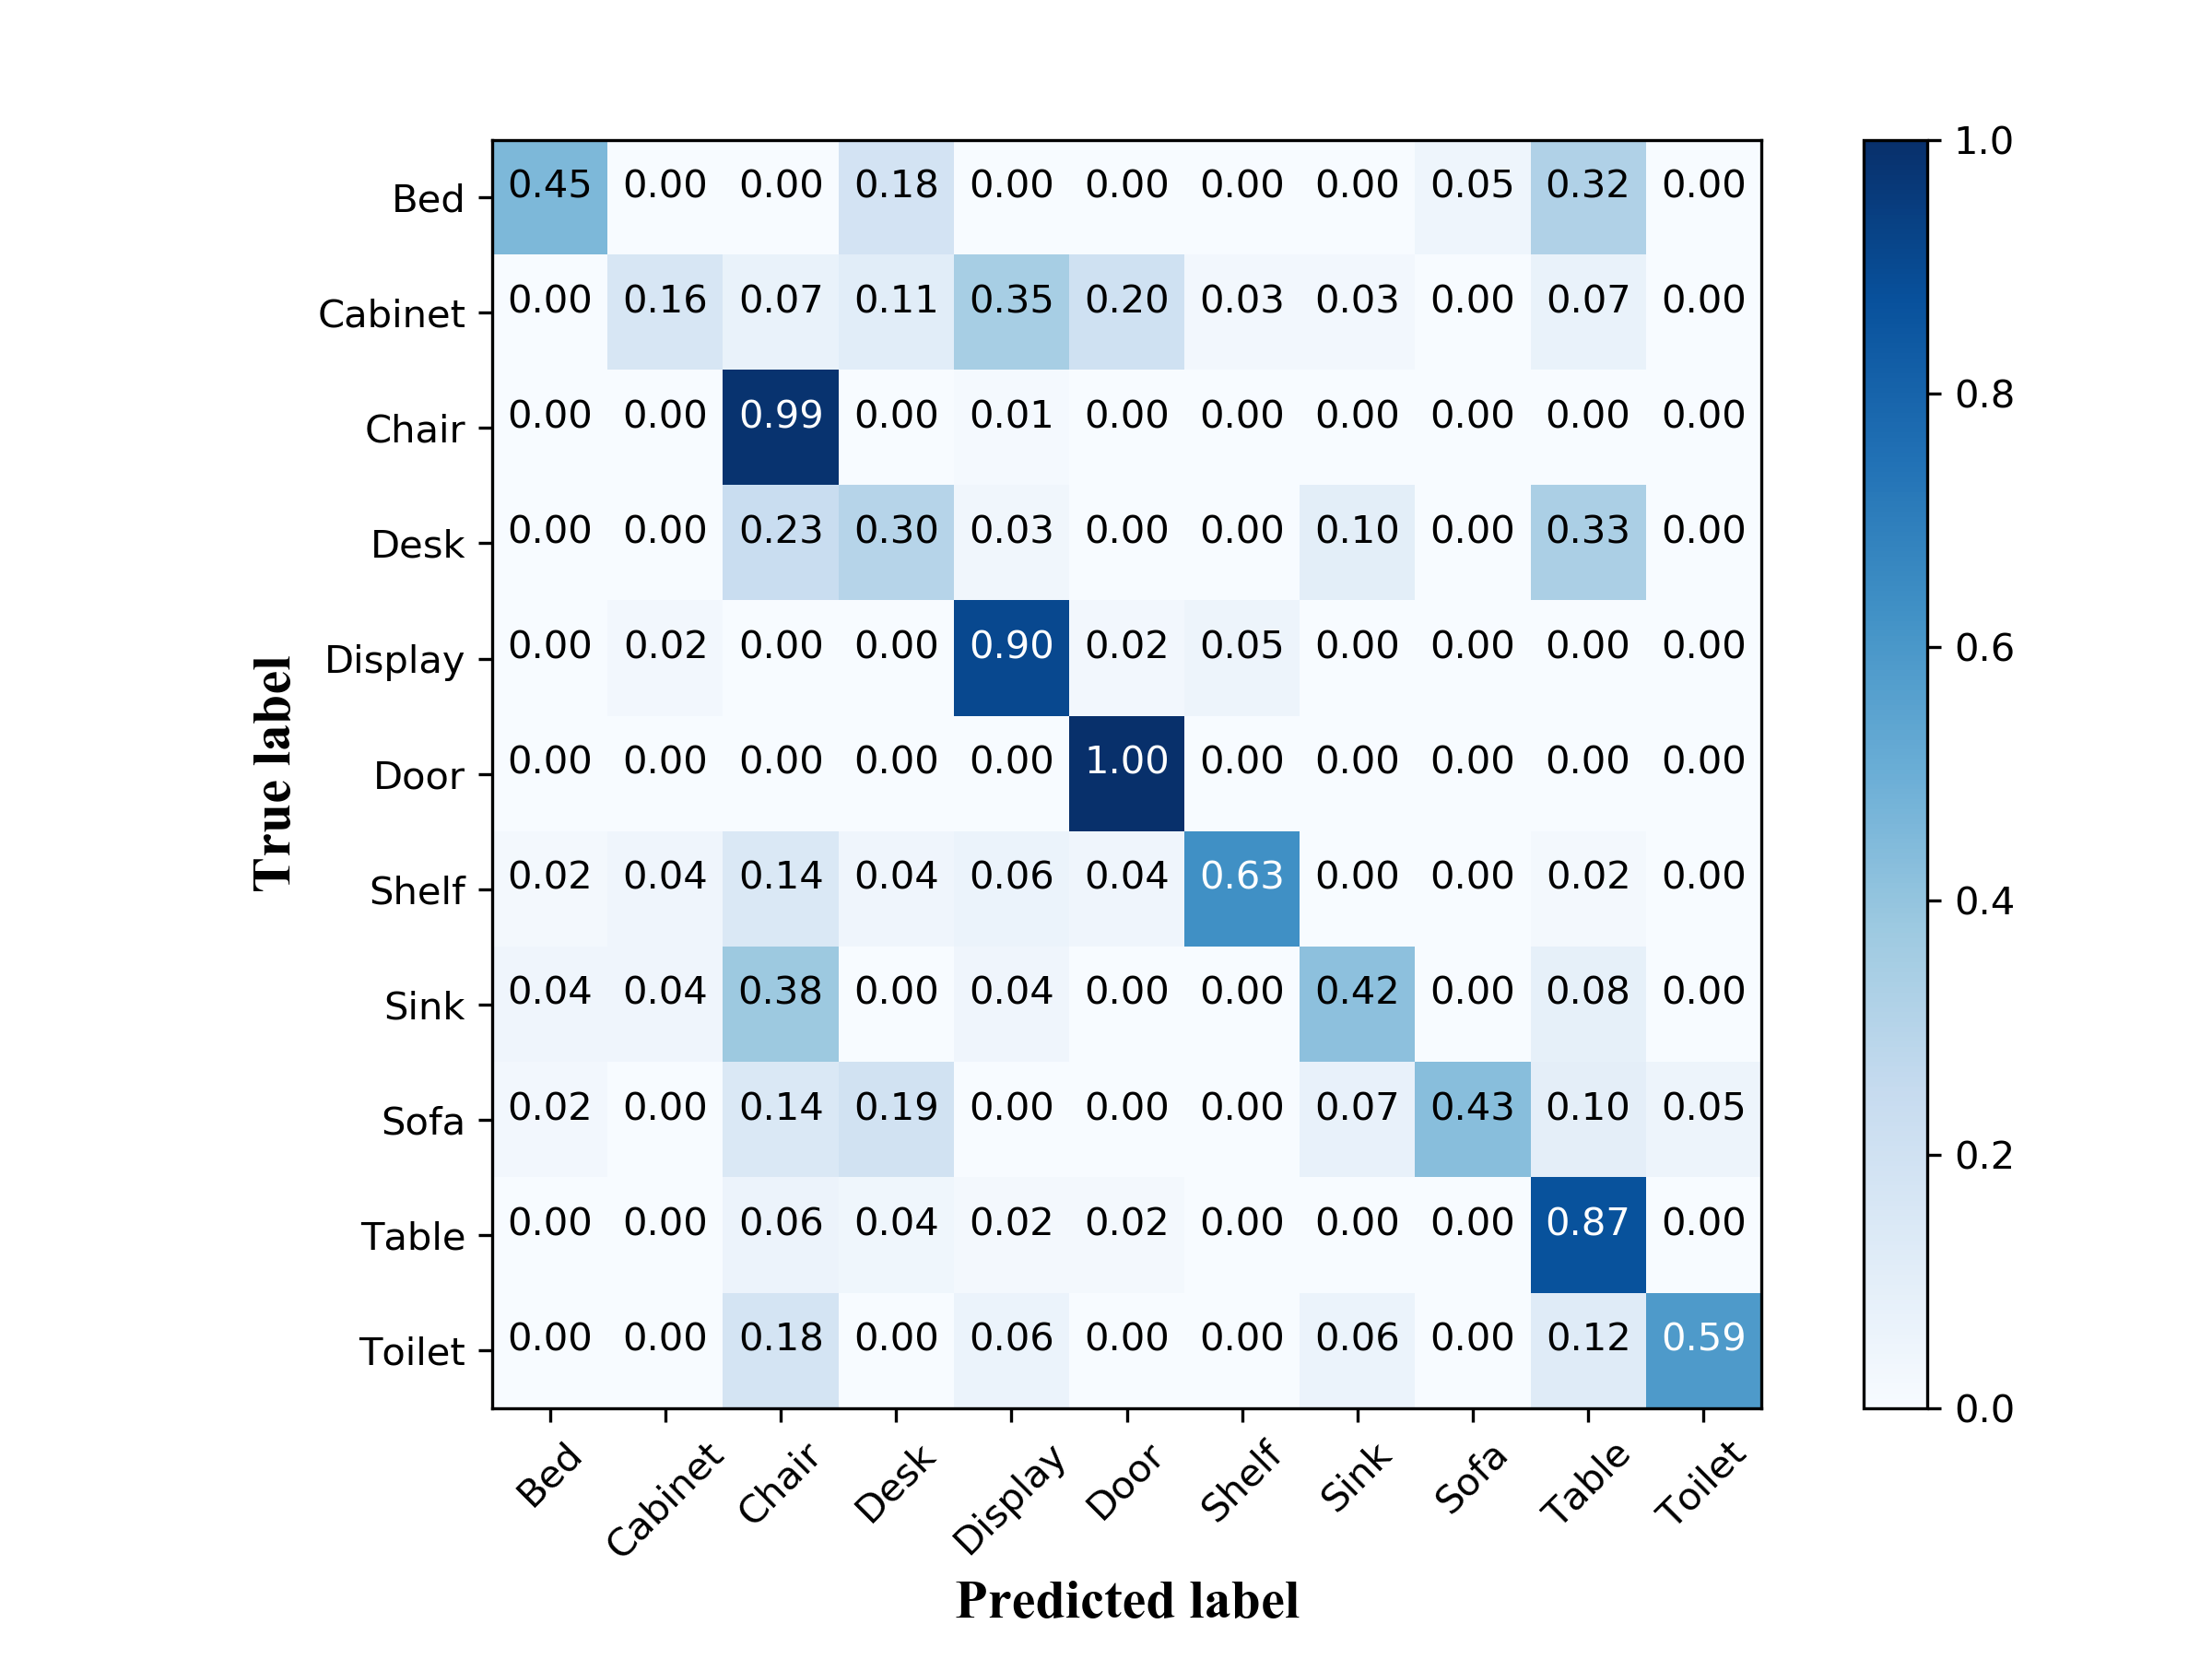 Bed 0.45 0.00 0.00 0.18 0.00 0.00 0.00 0.00 0.05 0.32 0.00
Cabinet 0.00 0.16 0.07 0.11 0.35 0.20 0.03 0.03 0.00 0.07 0.00
Chair 0.00 0.00 0.99 0.00 0.01 0.00 0.00 0.00 0.00 0.00 0.00
Desk 0.00 0.00 0.23 0.30 0.03 0.00 0.00 0.10 0.00 0.33 0.00
Display 0.00 0.02 0.00 0.00 0.90 0.02 0.05 0.00 0.00 0.00 0.00
Door 0.00 0.00 0.00 0.00 0.00 1.00 0.00 0.00 0.00 0.00 0.00
Shelf 0.02 0.04 0.14 0.04 0.06 0.04 0.63 0.00 0.00 0.02 0.00
Sink 0.04 0.04 0.38 0.00 0.04 0.00 0.00 0.42 0.00 0.08 0.00
Sofa 0.02 0.00 0.14 0.19 0.00 0.00 0.00 0.07 0.43 0.10 0.05
Table 0.00 0.00 0.06 0.04 0.02 0.02 0.00 0.00 0.00 0.87 0.00
Toilet 0.00 0.00 0.18 0.00 0.06 0.00 0.00 0.06 0.00 0.12 0.59
Bed Cabinet Chair Desk Display Door Shelf Sink Sofa Table Toilet
Predicted label
True label
1.0
0.8
0.6
0.4
0.2
0.0